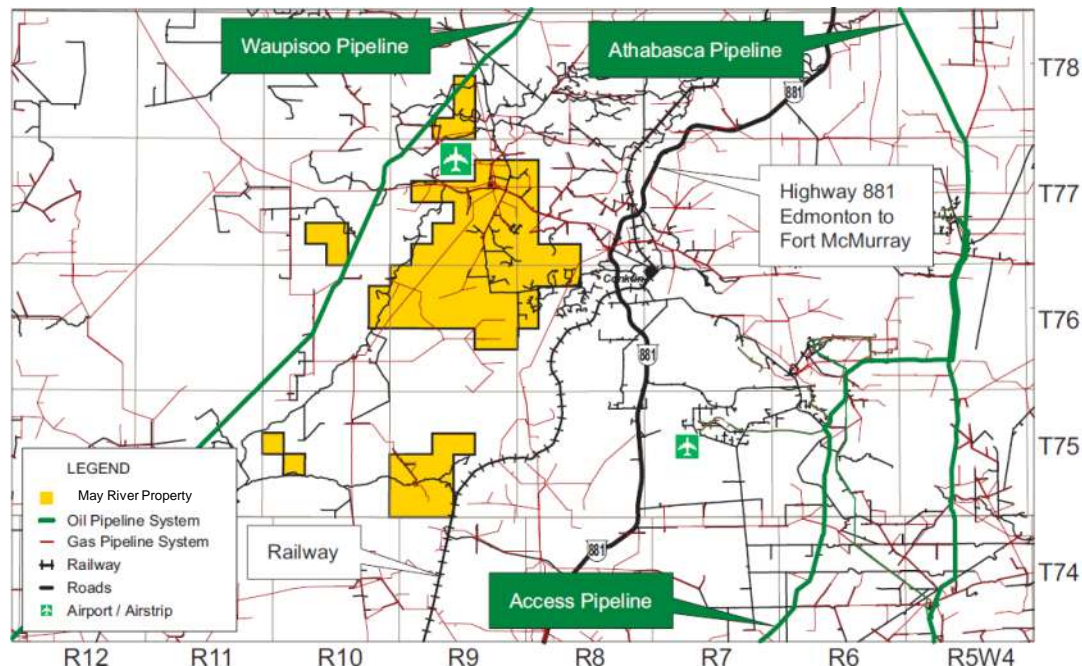 Waupisoo Pipeline
Athabasca Pipeline
T78
881
T77
Highway 881
Edmonton to
Fort McMurray
T76
881
T75
LEGEND
May River Property
Oil Pipeline System
Gas Pipeline System
Railway
Roads
Airport / Airstrip
Railway
881
T74
Access Pipeline
R12
R11
R10
R9
R8
R7
R6
R5W4